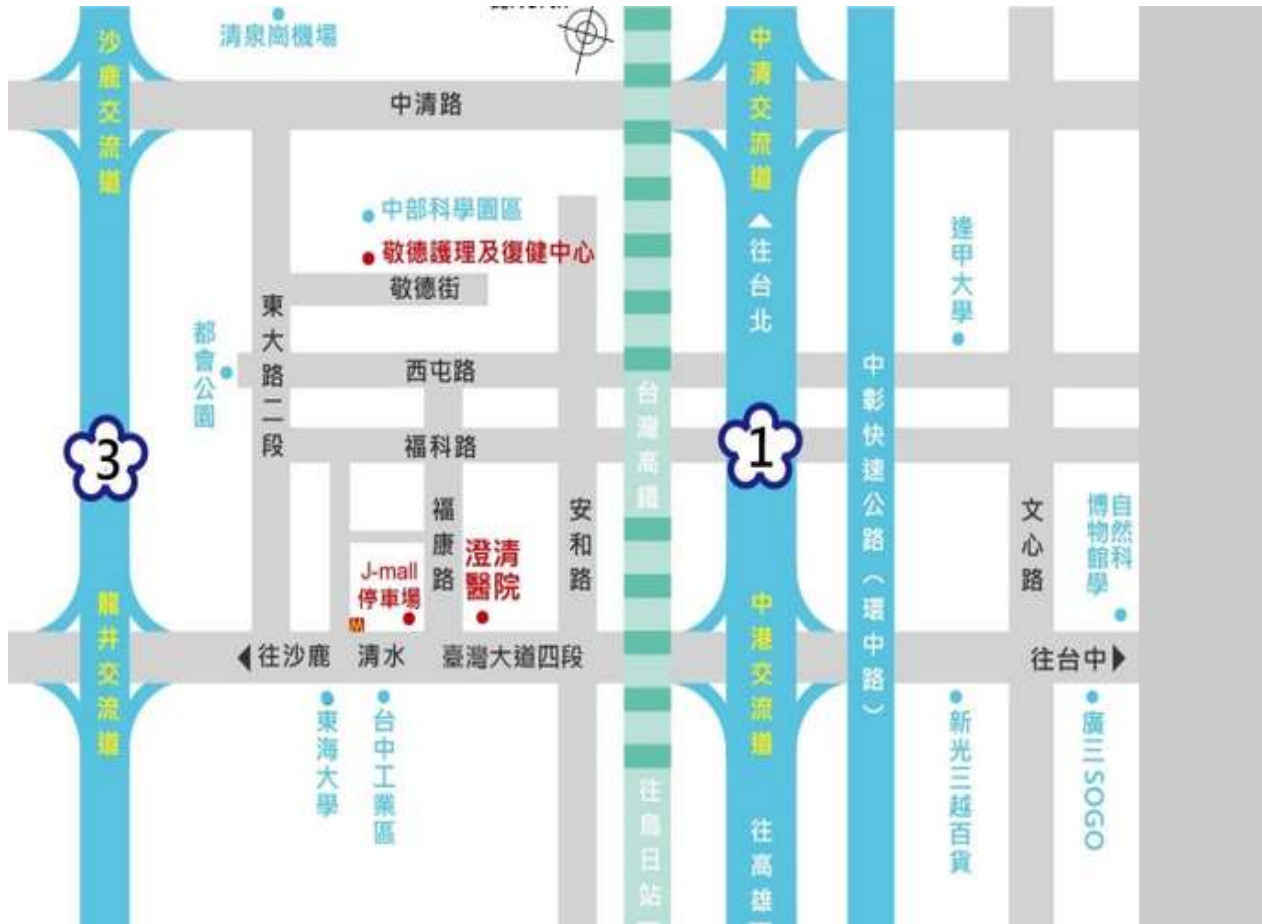 清泉崗機場
沙鹿交流道
中清交流道
中清路
中部科學園區
敬德護理及復健中心
敬德街
往台北
逢甲大學
東大路二段
都會公園
西屯路
台灣高鐵
中彰快速公路（環中路）
3
福科路
1
福康路
澄清
醫院
安和路
文心路
自然科
博物館學
J-mall
停車場
M
龍井交流道
中港交流道
往沙鹿
清水
臺灣大道四段
往台中
東海大學
台中工業區
新光三越百貨
廣三SOGO
往烏日站
往高雄